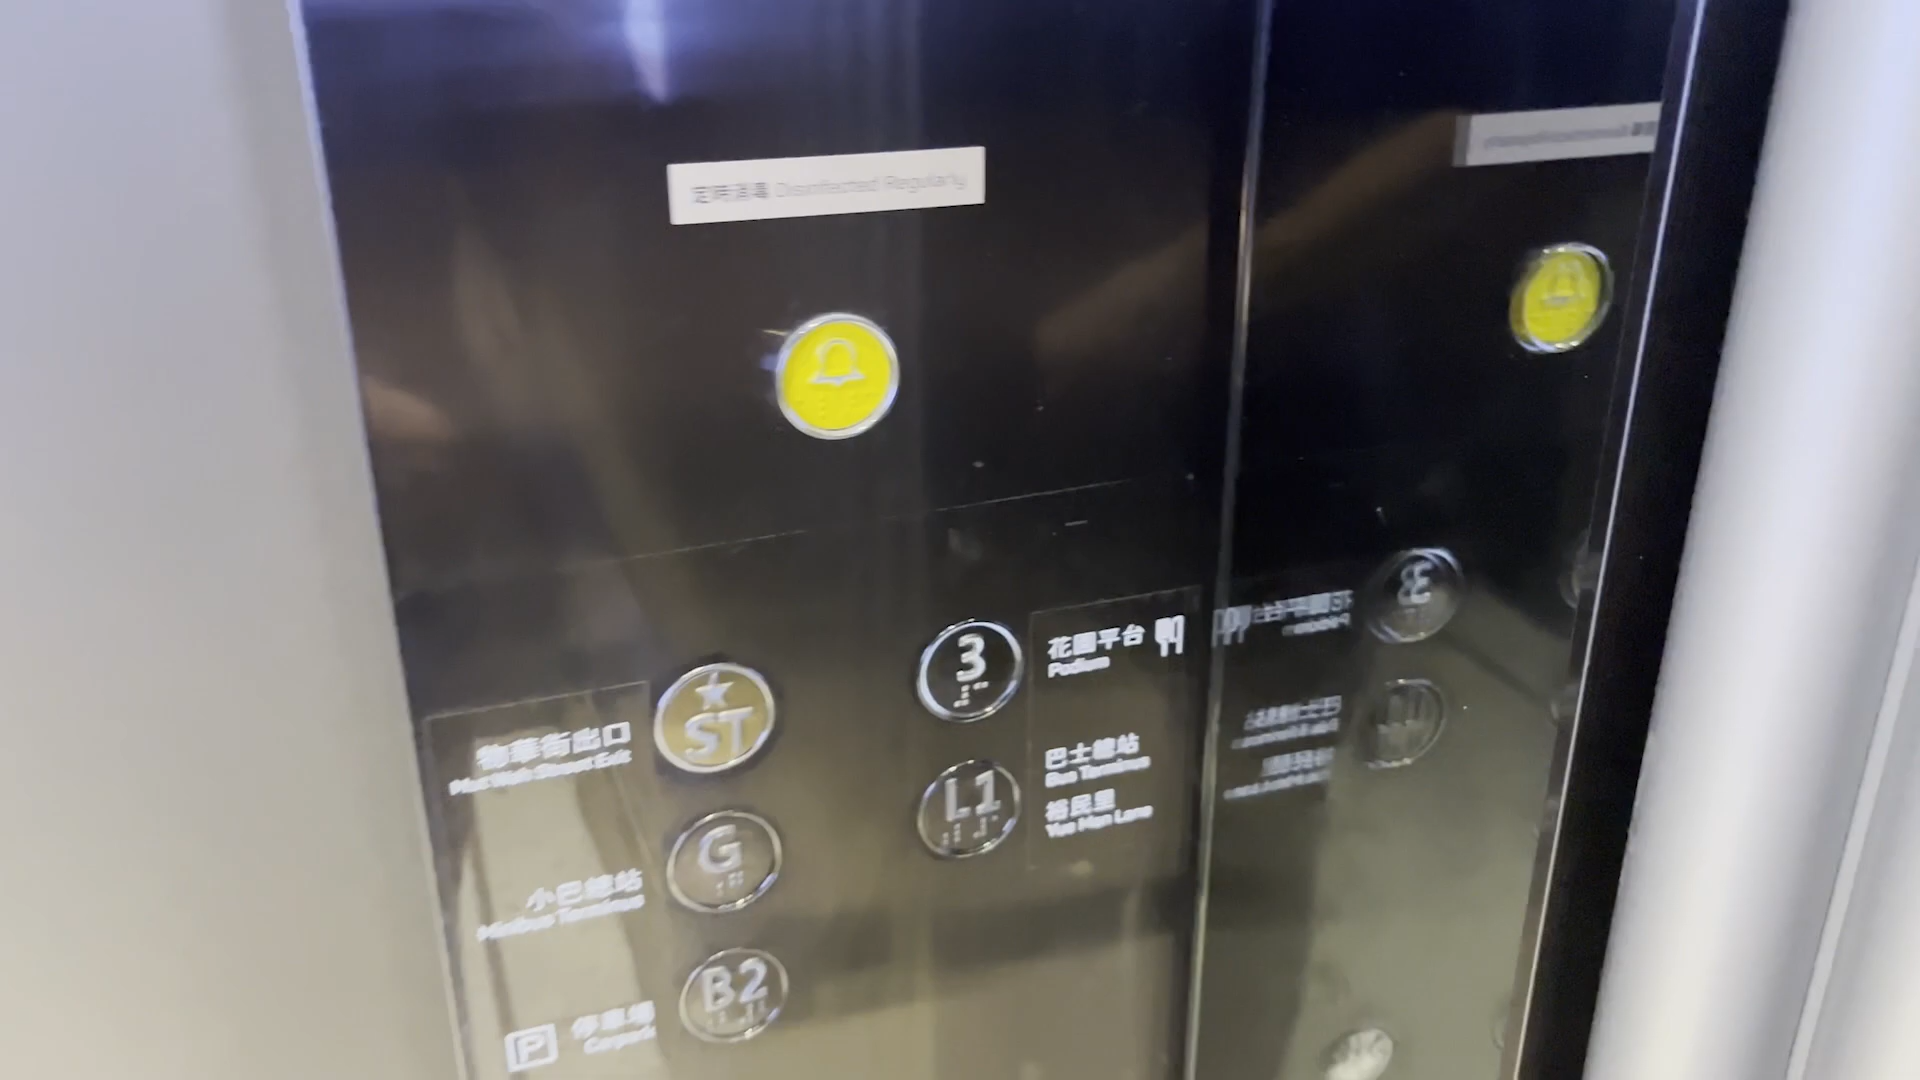 定時消毒 Disinfected Regularly
3
花園平台
Podium
ST
物華街出口
Mut Wah Street Exit
L1
巴士總站
Bus Terminus
裕民里
Yue Man Lane
G
小巴總站
Minibus Terminus
B2
P 停車場
Carpark